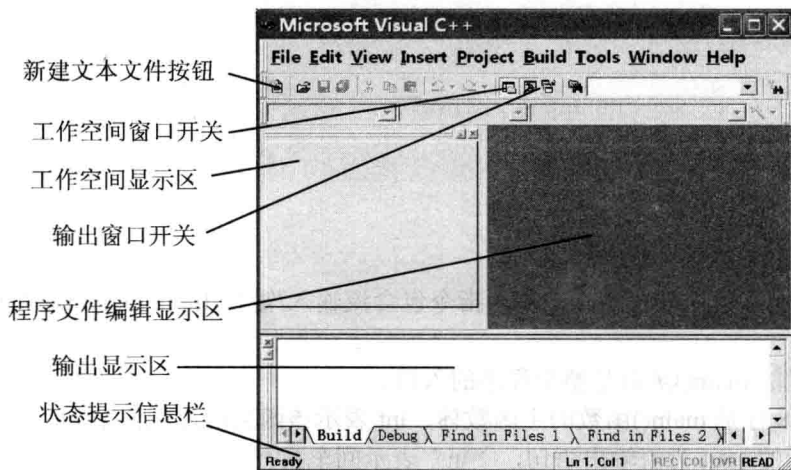 Microsoft Visual C++
File Edit View Insert Project Build Tools Window Help
新建文本文件按钮
工作空间窗口开关
工作空间显示区
输出窗口开关
程序文件编辑显示区
输出显示区
状态提示信息栏
Build Debug Find in Files 1 Find in Files 2
Ready Ln 1, Col 1 REC COL OVR READ